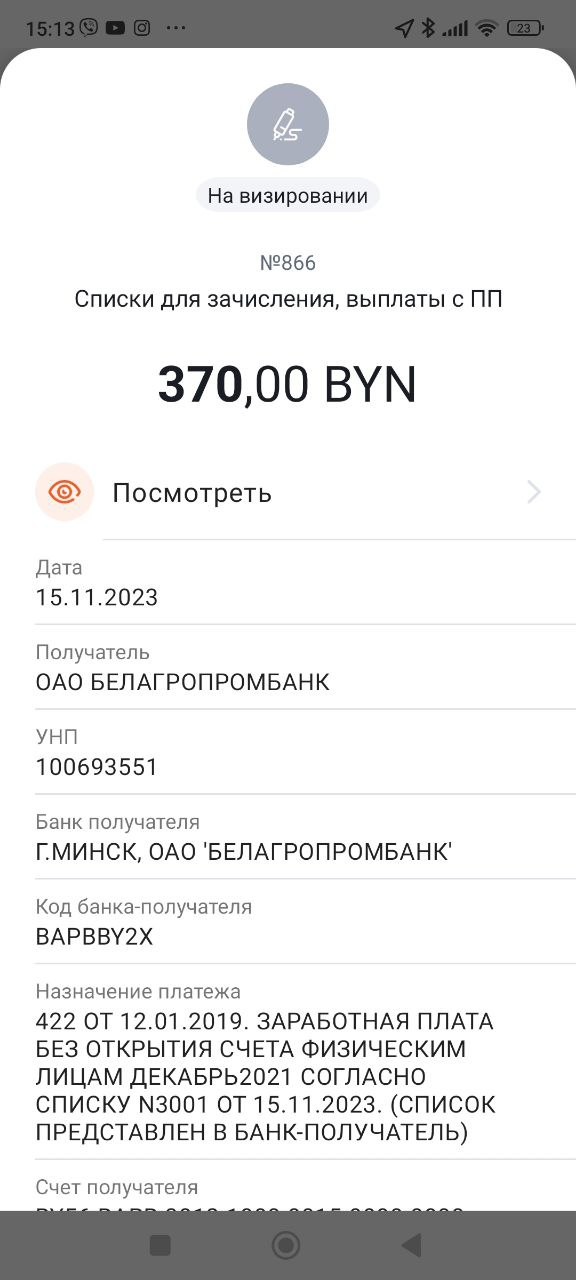 15:13
23
На визировании
№866
Списки для зачисления, выплаты с ПП
370,00 BYN
Посмотреть
Дата
15.11.2023
Получатель
ОАО БЕЛАГРОПРОМБАНК
УНП
100693551
Банк получателя
Г.МИНСК, ОАО 'БЕЛАГРОПРОМБАНК'
Код банка-получателя
BAPBBY2X
Назначение платежа
422 ОТ 12.01.2019. ЗАРАБОТНАЯ ПЛАТА
БЕЗ ОТКРЫТИЯ СЧЕТА ФИЗИЧЕСКИМ
ЛИЦАМ ДЕКАБРЬ2021 СОГЛАСНО
СПИСКУ N3001 ОТ 15.11.2023. (СПИСОК
ПРЕДСТАВЛЕН В БАНК-ПОЛУЧАТЕЛЬ)
Счет получателя